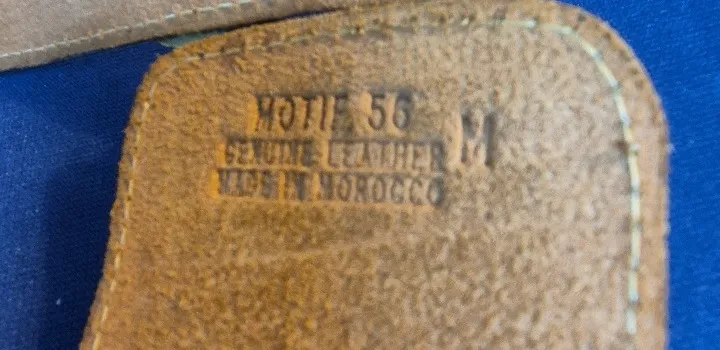 MOTIF 56
GENUINE LEATHER M
MADE IN MOROCCO